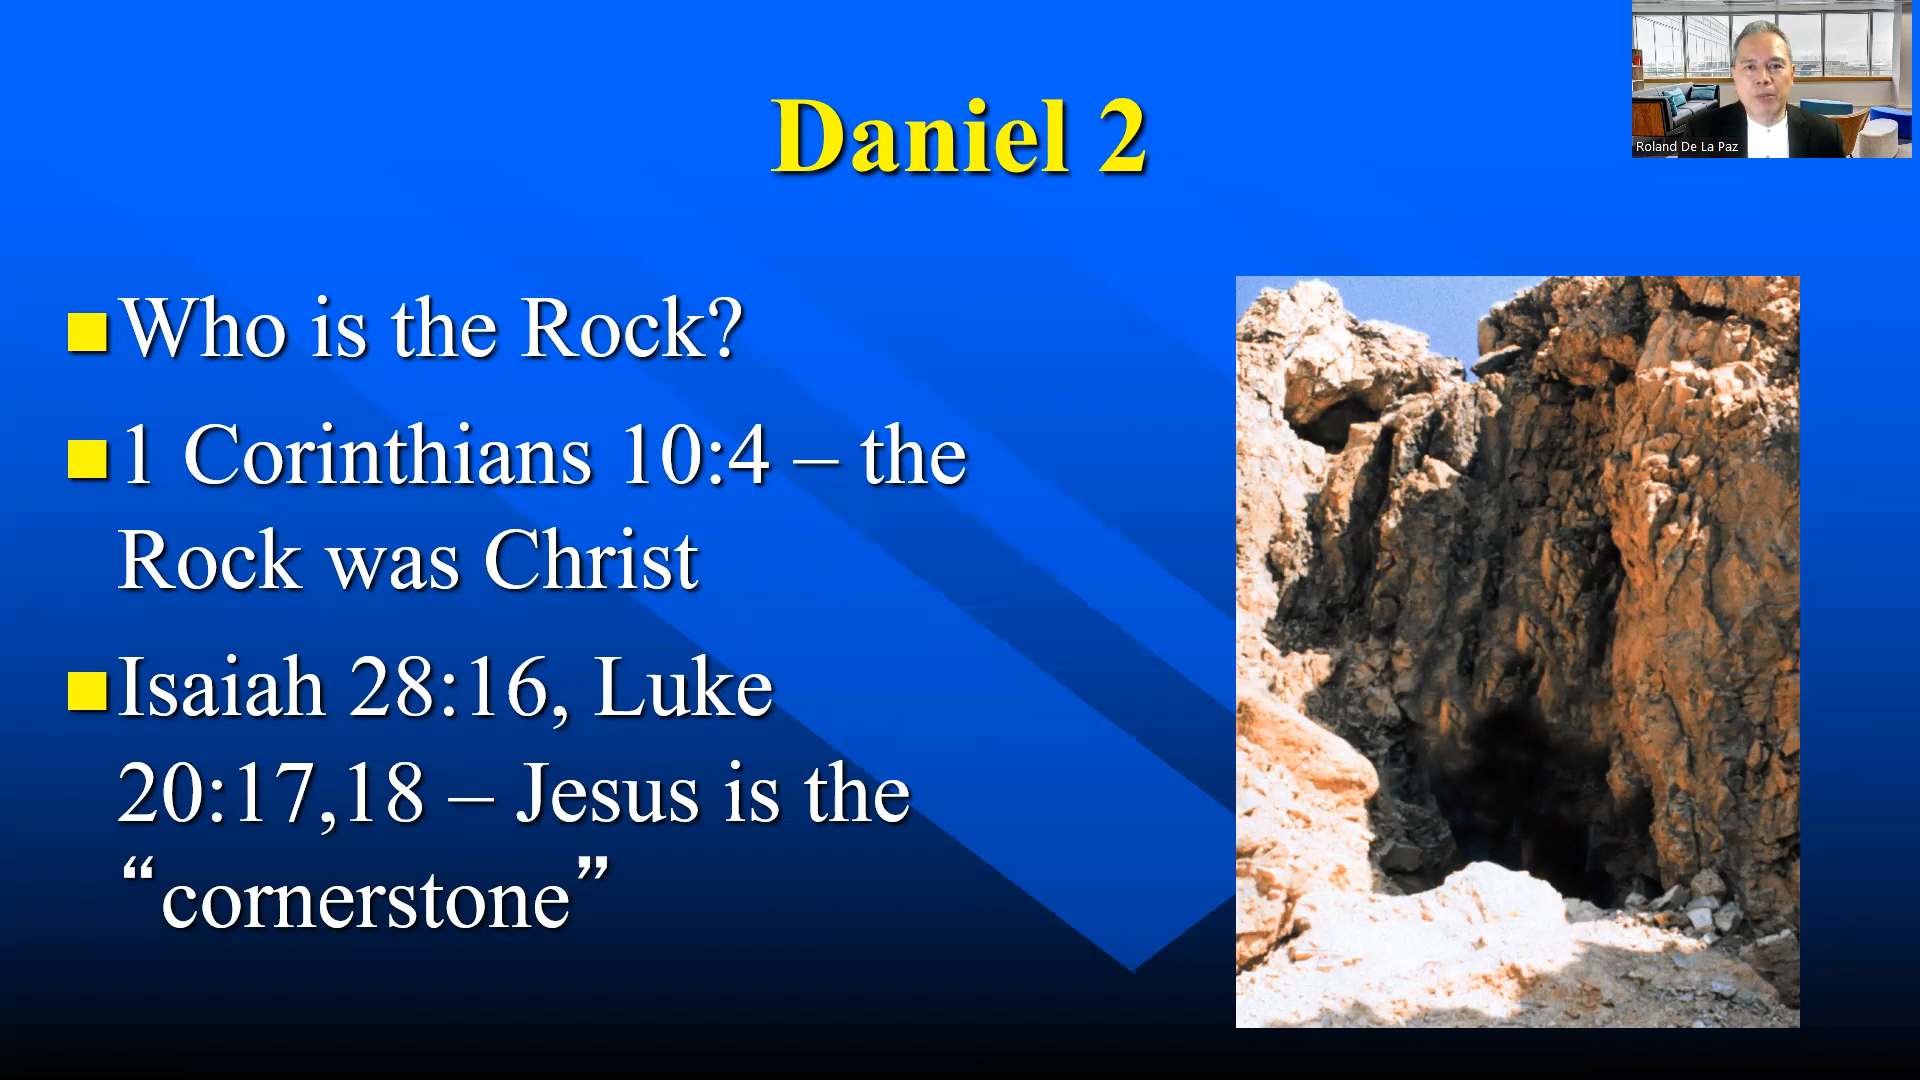 Daniel 2
Roland De La Paz
Who is the Rock?
1 Corinthians 10:4 – the
Rock was Christ
Isaiah 28:16, Luke
20:17,18 – Jesus is the
“cornerstone”